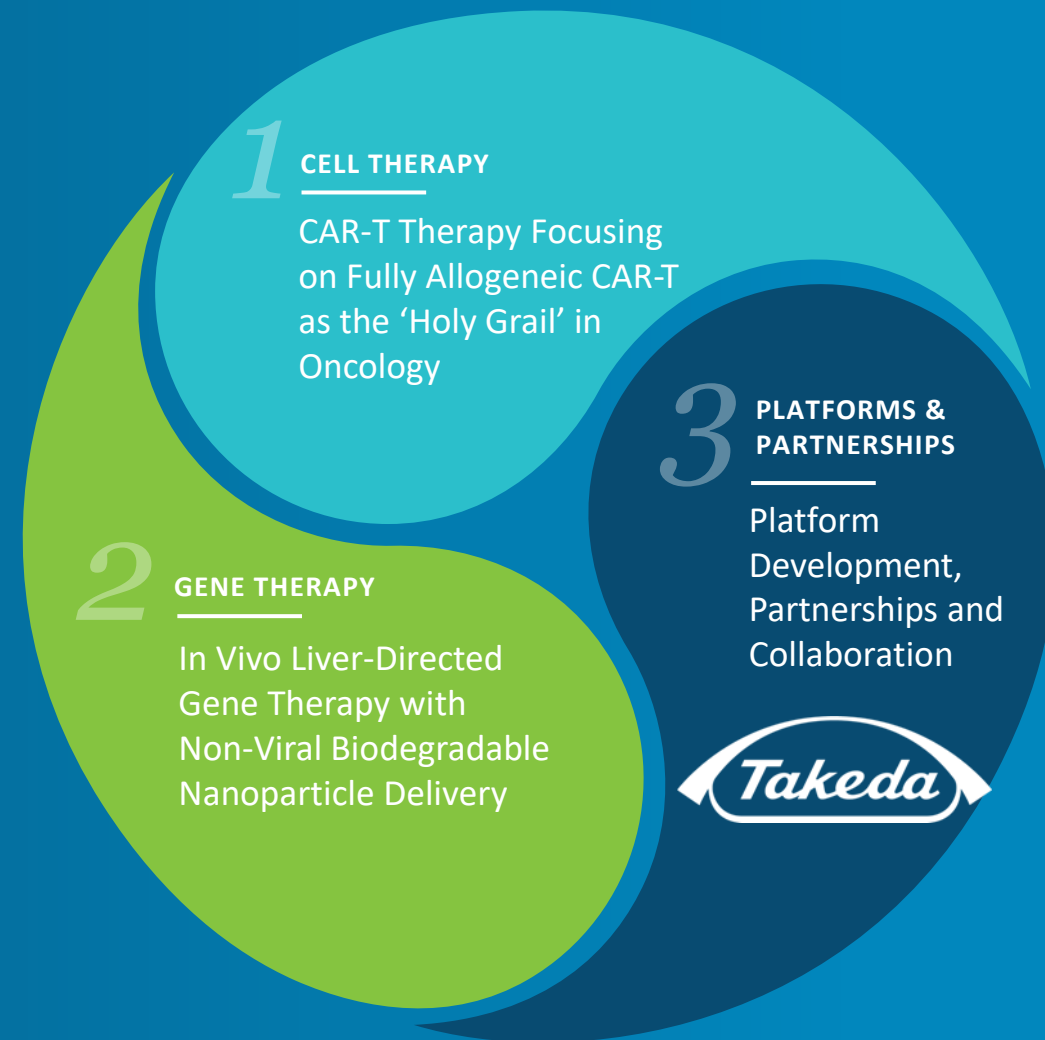 1
CELL THERAPY
CAR-T Therapy Focusing
on Fully Allogeneic CAR-T
as the ‘Holy Grail’ in
Oncology
2
GENE THERAPY
In Vivo Liver-Directed
Gene Therapy with
Non-Viral Biodegradable
Nanoparticle Delivery
3
PLATFORMS &
PARTNERSHIPS
Platform
Development,
Partnerships and
Collaboration
Takeda